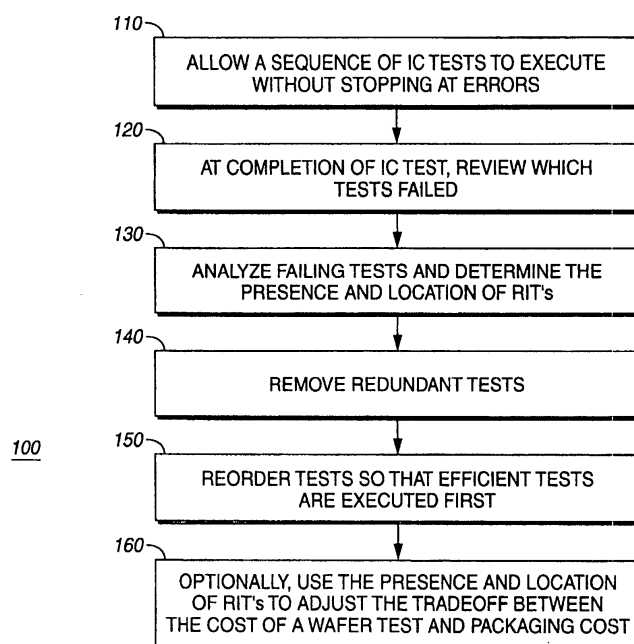 110
ALLOW A SEQUENCE OF IC TESTS TO EXECUTE
WITHOUT STOPPING AT ERRORS
120
AT COMPLETION OF IC TEST, REVIEW WHICH
TESTS FAILED
130
ANALYZE FAILING TESTS AND DETERMINE THE
PRESENCE AND LOCATION OF RIT's
140
REMOVE REDUNDANT TESTS
100
150
REORDER TESTS SO THAT EFFICIENT TESTS
ARE EXECUTED FIRST
160
OPTIONALLY, USE THE PRESENCE AND LOCATION
OF RIT's TO ADJUST THE TRADEOFF BETWEEN
THE COST OF A WAFER TEST AND PACKAGING COST